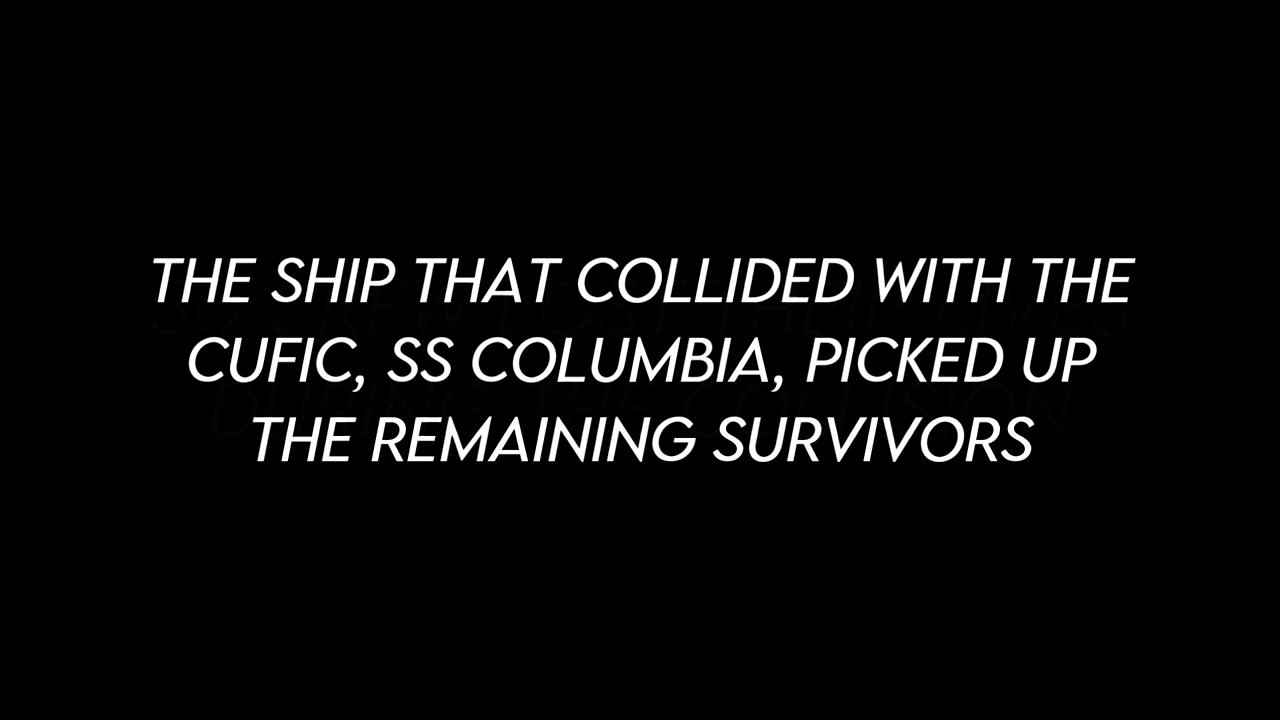 THE SHIP THAT COLLIDED WITH THE
CUFIC, SS COLUMBIA, PICKED UP
THE REMAINING SURVIVORS